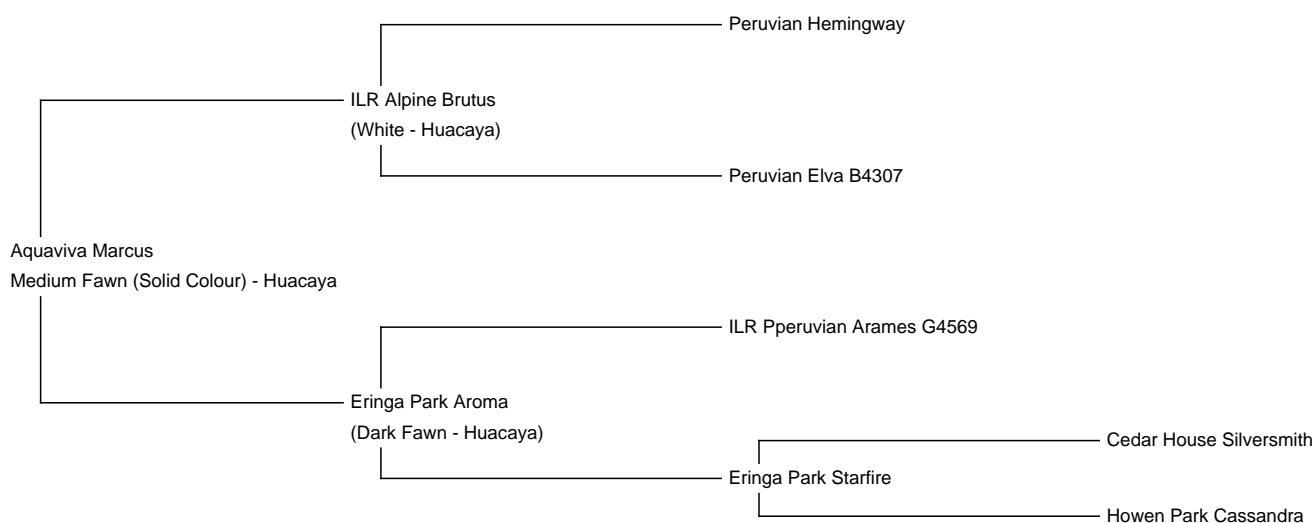 Peruvian Hemingway
ILR Alpine Brutus
(White - Huacaya)
Peruvian Elva B4307
Aquaviva Marcus
Medium Fawn (Solid Colour) - Huacaya
ILR Pperuvian Arames G4569
Eringa Park Aroma
(Dark Fawn - Huacaya)
Cedar House Silversmith
Eringa Park Starfire
Howen Park Cassandra